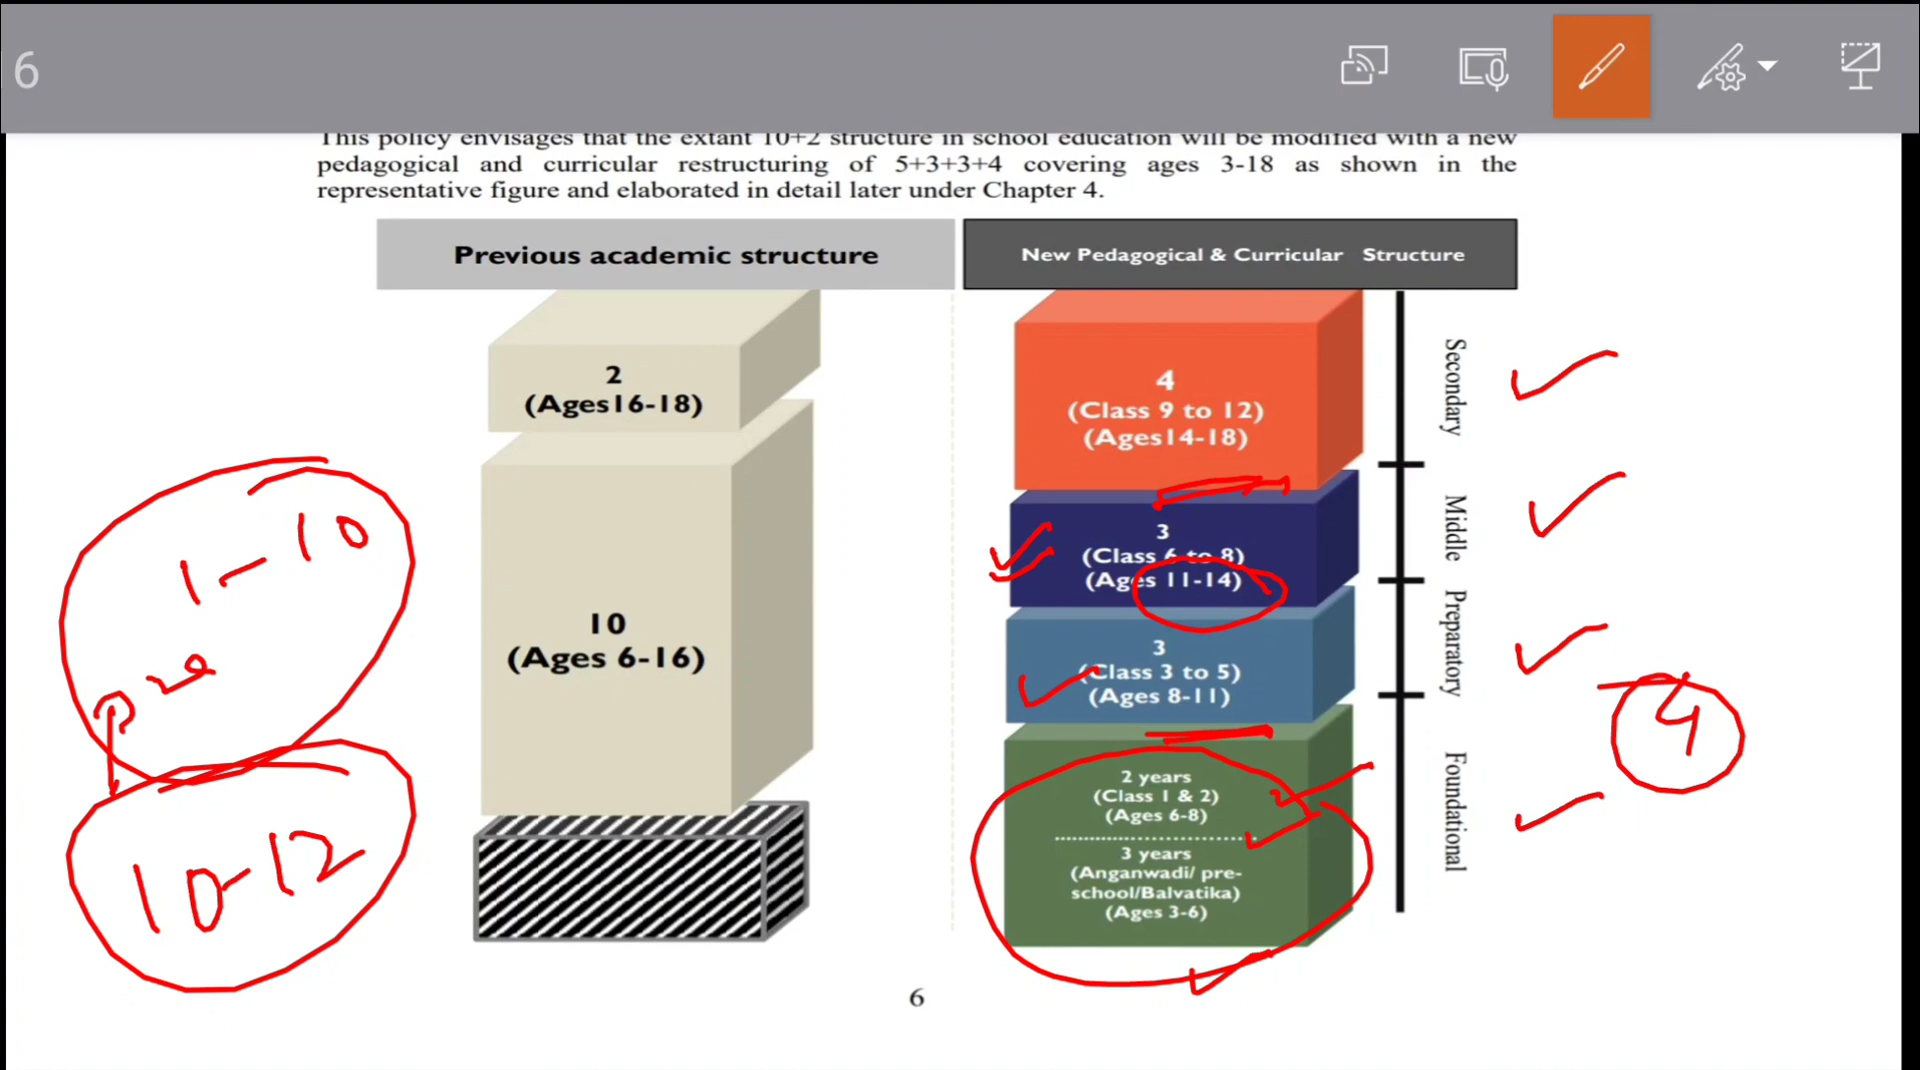 6
This policy envisages that the extant 10+2 structure in school education will be modified with a new
pedagogical and curricular restructuring of 5+3+3+4 covering ages 3-18 as shown in the
representative figure and elaborated in detail later under Chapter 4.
Previous academic structure
2
(Ages16-18)
10
(Ages 6-16)
New Pedagogical & Curricular Structure
4
(Class 9 to 12)
(Ages14-18)
3
(Class 6 to 8)
(Ages 11-14)
3
(Class 3 to 5)
(Ages 8-11)
2 years
(Class 1 & 2)
(Ages 6-8)
3 years
(Anganwadi/ pre-
school/Balvatika)
(Ages 3-6)
Secondary
Middle
Preparatory
Foundational
1-10
10-12
4
6